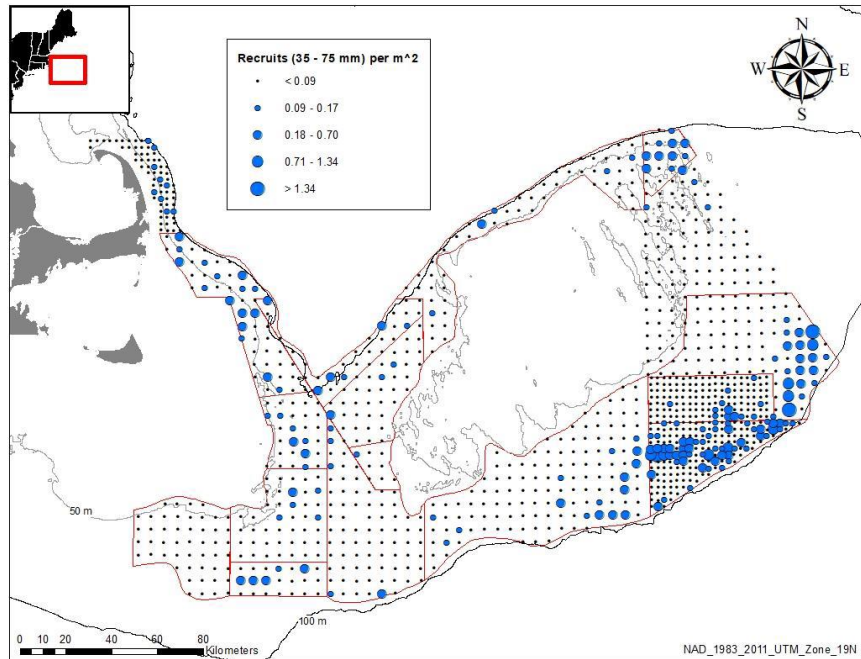 Recruits (35 - 75 mm) per m^2
< 0.09
0.09 - 0.17
0.18 - 0.70
0.71 - 1.34
> 1.34
N
W E
S
50 m
100 m
0 10 20 40 60 80
Kilometers
NAD_1983_2011_UTM_Zone_19N